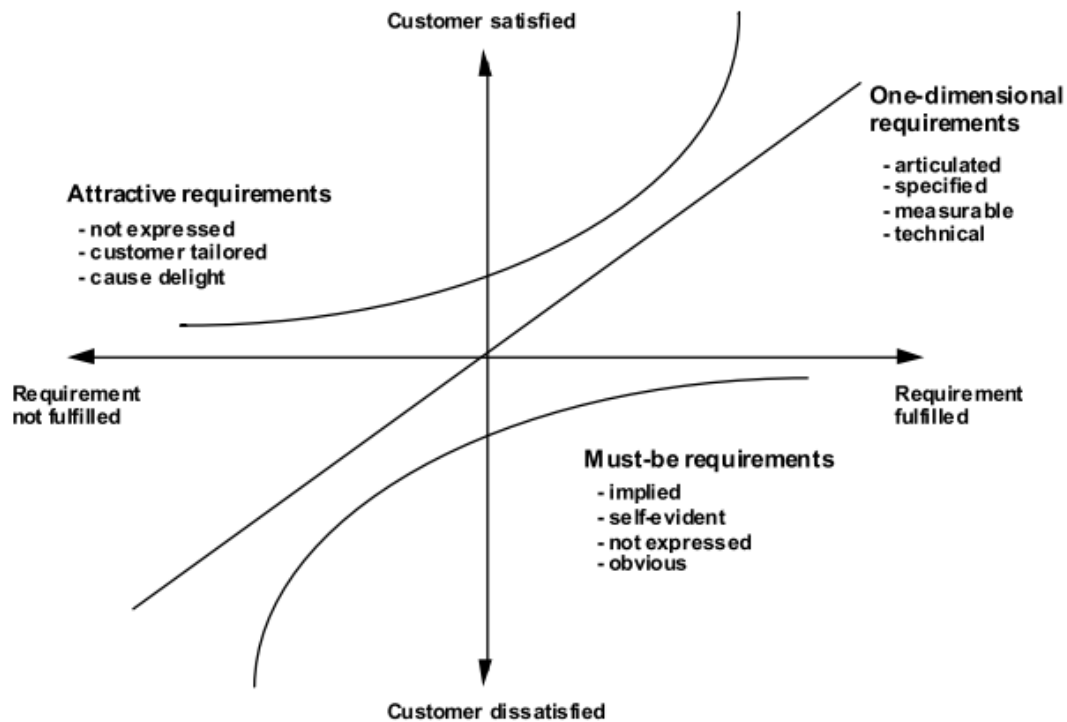 Customer satisfied
One-dimensional
requirements
- articulated
- specified
- measurable
- technical
Attractive requirements
- not expressed
- customer tailored
- cause delight
Requirement
not fulfilled
Requirement
fulfilled
Must-be requirements
- implied
- self-evident
- not expressed
- obvious
Customer dissatisfied